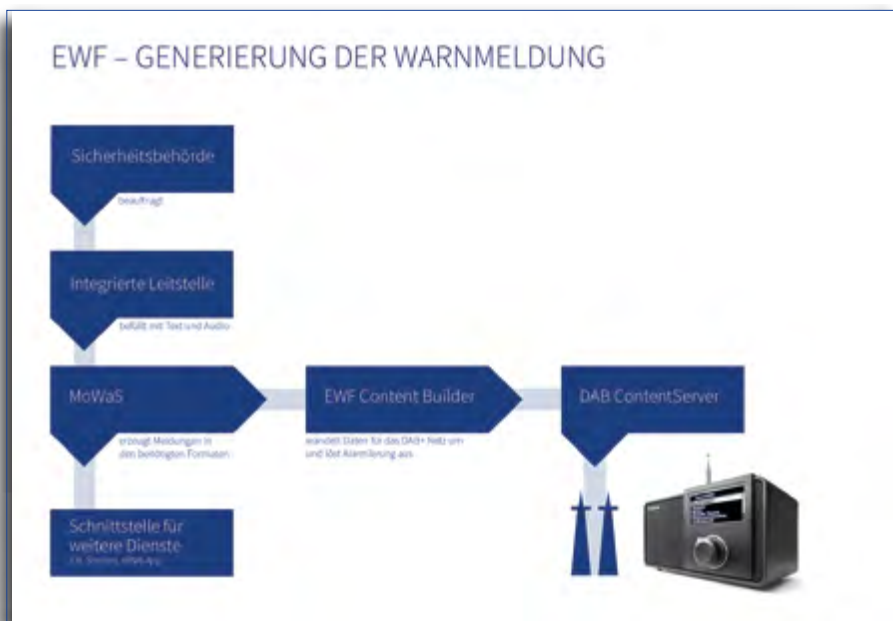 EWF – GENERIERUNG DER WARNMELDUNG
Sicherheitsbehörde
beauftragt
Integrierte Leitstelle
befüllt mit Text und Audio
MoWaS
erzeugt Meldungen in
den benötigten Formaten
EWF Content Builder
wandelt Daten für das DAB+ Netz um
und löst Alarmierung aus
DAB ContentServer
Schnittstelle für
weitere Dienste